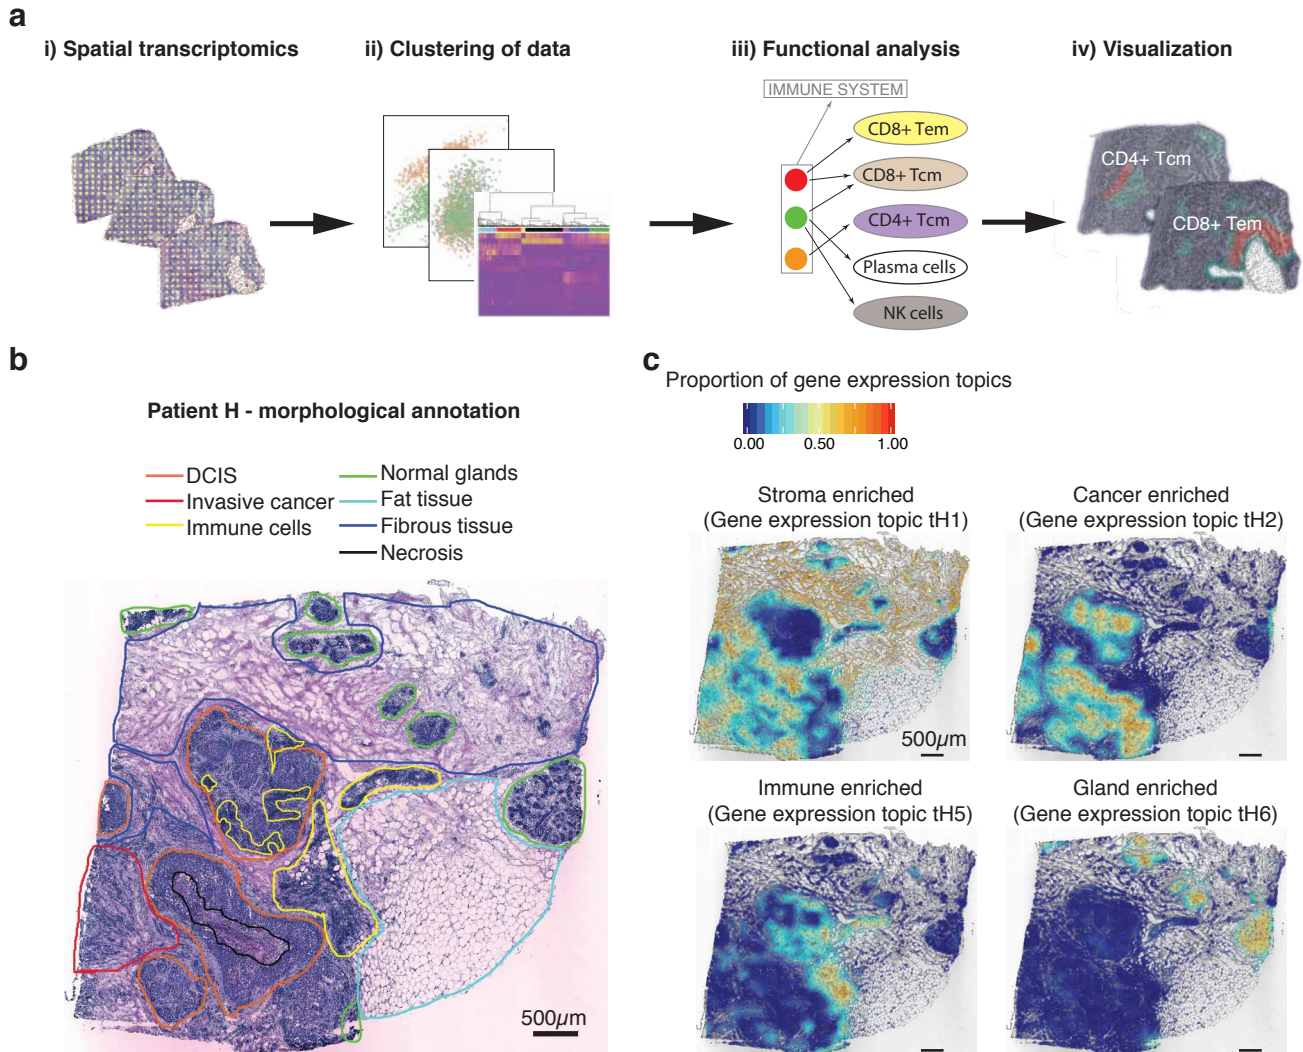 a
i) Spatial transcriptomics
ii) Clustering of data
iii) Functional analysis
iv) Visualization
IMMUNE SYSTEM
CD8+ Tem
CD8+ Tcm
CD4+ Tcm
Plasma cells
NK cells
CD4+ Tcm
CD8+ Tem
b
Patient H - morphological annotation
DCIS
Invasive cancer
Immune cells
Normal glands
Fat tissue
Fibrous tissue
Necrosis
500μm
c
Proportion of gene expression topics
0.00 0.50 1.00
Stroma enriched
(Gene expression topic tH1)
Cancer enriched
(Gene expression topic tH2)
500μm
Immune enriched
(Gene expression topic tH5)
Gland enriched
(Gene expression topic tH6)